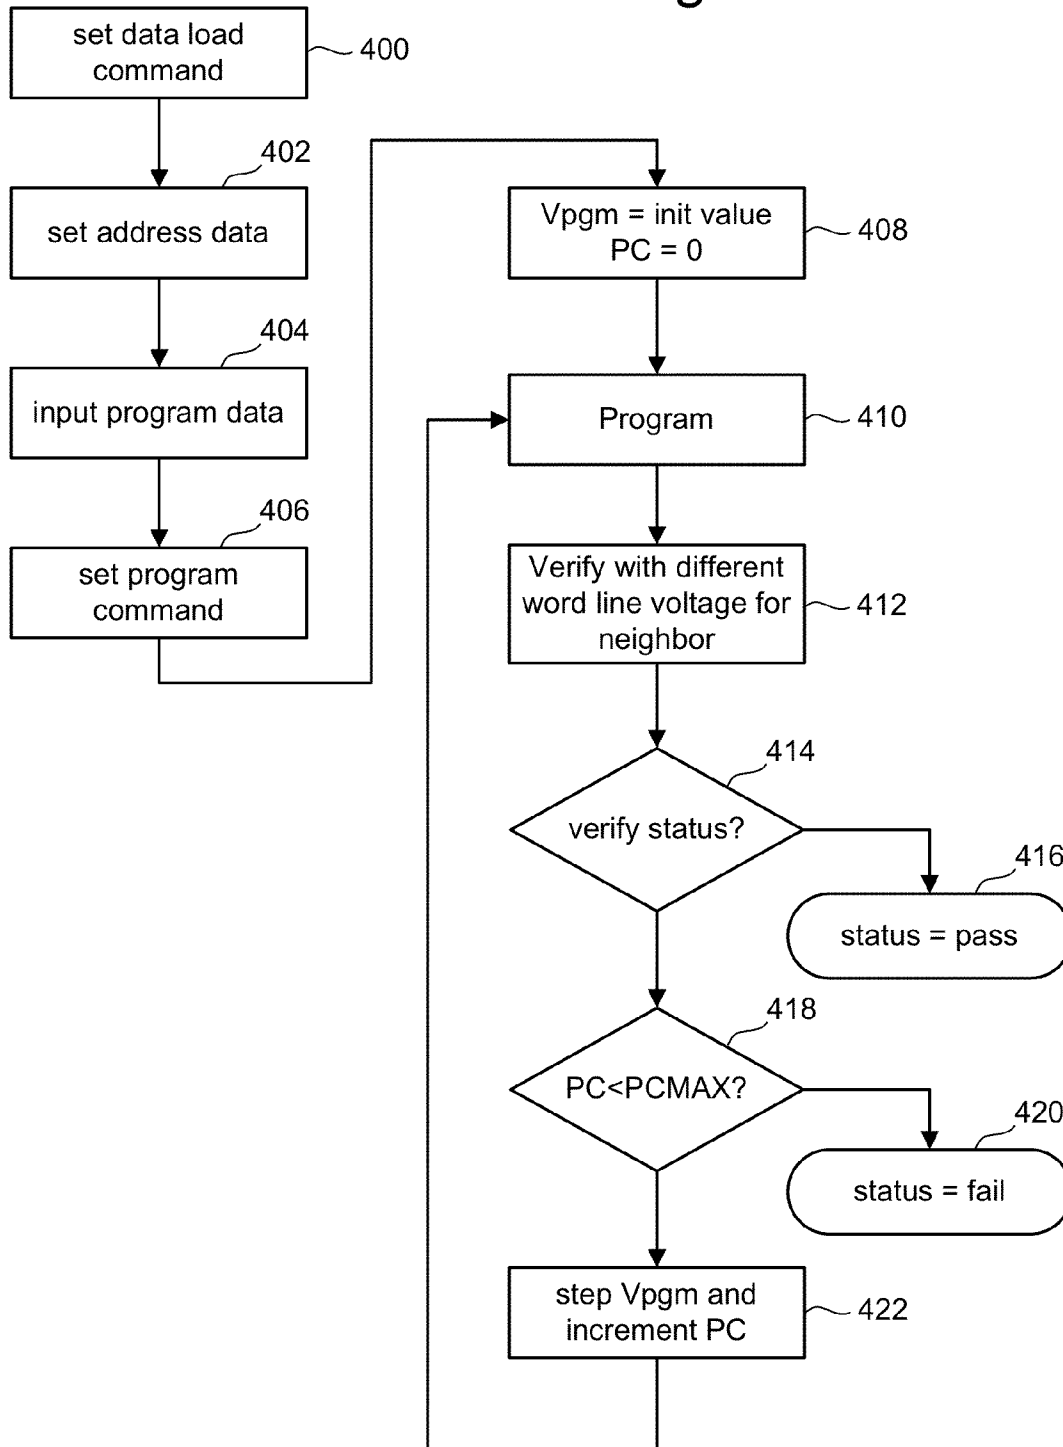 set data load
command
400
402
set address data
404
input program data
406
set program
command
Vpgm = init value
PC = 0
408
Program
410
Verify with different
word line voltage for
neighbor
412
414
verify status?
416
status = pass
418
PC<PCMAX?
420
status = fail
step Vpgm and
increment PC
422